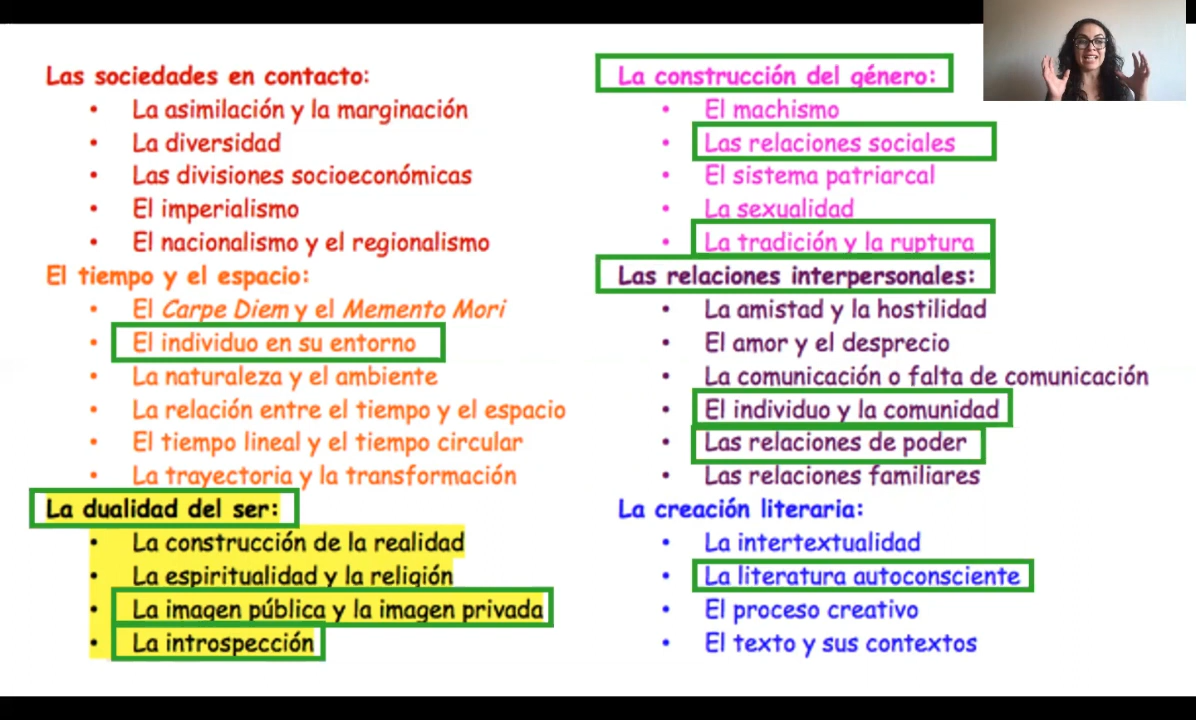 Las sociedades en contacto:
• La asimilación y la marginación
• La diversidad
• Las divisiones socioeconómicas
• El imperialismo
• El nacionalismo y el regionalismo
El tiempo y el espacio:
• El Carpe Diem y el Memento Mori
• El individuo en su entorno
• La naturaleza y el ambiente
• La relación entre el tiempo y el espacio
• El tiempo lineal y el tiempo circular
• La trayectoria y la transformación
La dualidad del ser:
• La construcción de la realidad
• La espiritualidad y la religión
• La imagen pública y la imagen privada
• La introspección
La construcción del género:
• El machismo
• Las relaciones sociales
• El sistema patriarcal
• La sexualidad
• La tradición y la ruptura
Las relaciones interpersonales:
• La amistad y la hostilidad
• El amor y el desprecio
• La comunicación o falta de comunicación
• El individuo y la comunidad
• Las relaciones de poder
• Las relaciones familiares
La creación literaria:
• La intertextualidad
• La literatura autoconsciente
• El proceso creativo
• El texto y sus contextos